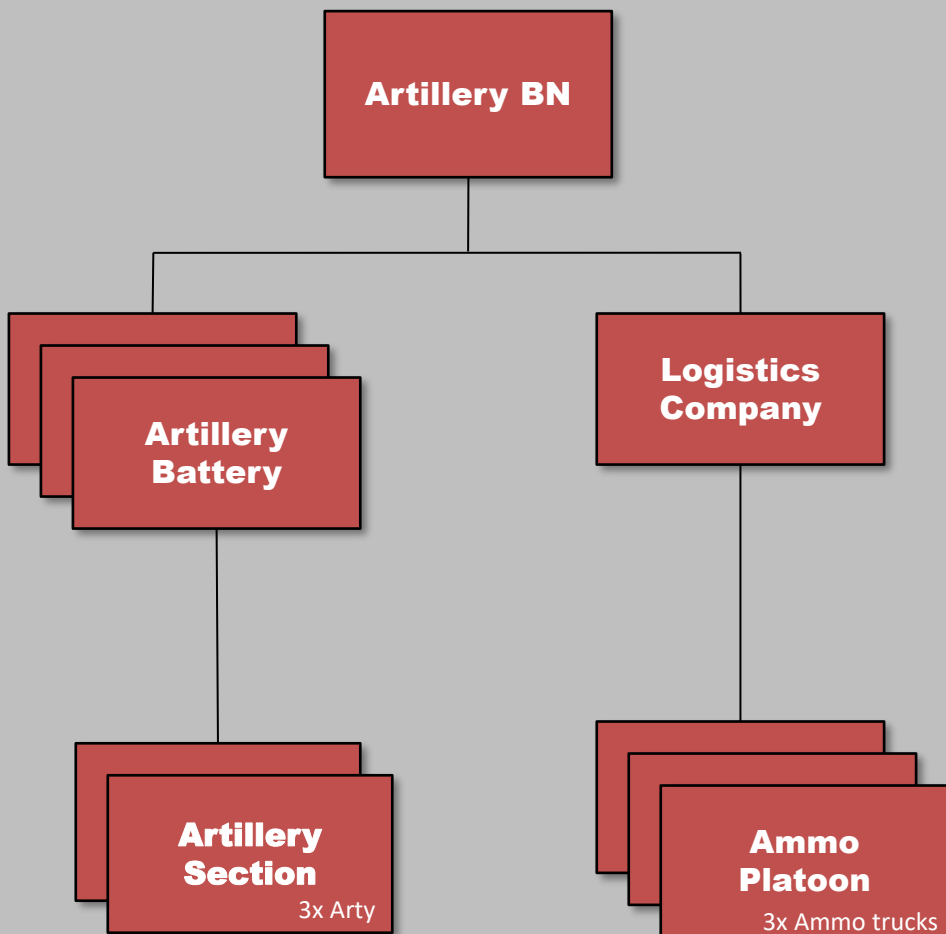 Artillery BN
Artillery
Battery
Logistics
Company
Artillery
Section
3x Arty
Ammo
Platoon
3x Ammo trucks